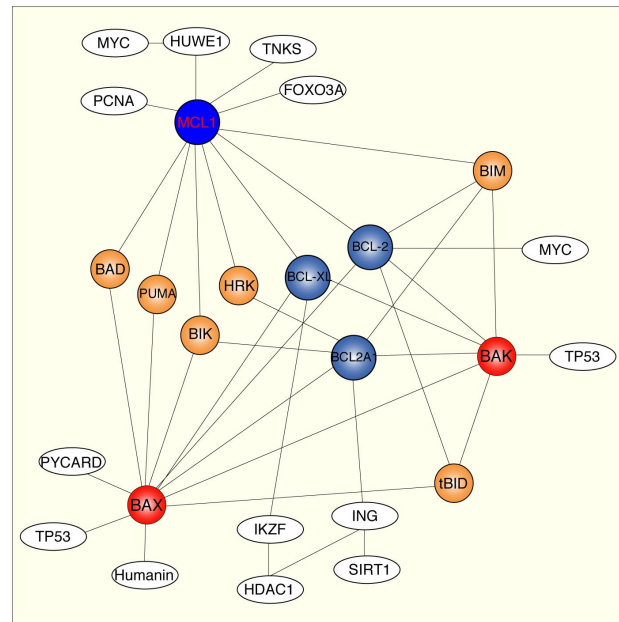 MYC
HUWE1
TNKS
PCNA
FOXO3A
MCL1
BIM
BCL-2
MYC
BAD
PUMA
HRK
BCL-XL
BIK
BCL2A1
BAK
TP53
PYCARD
BAX
tBID
TP53
IKZF
ING
Humanin
HDAC1
SIRT1